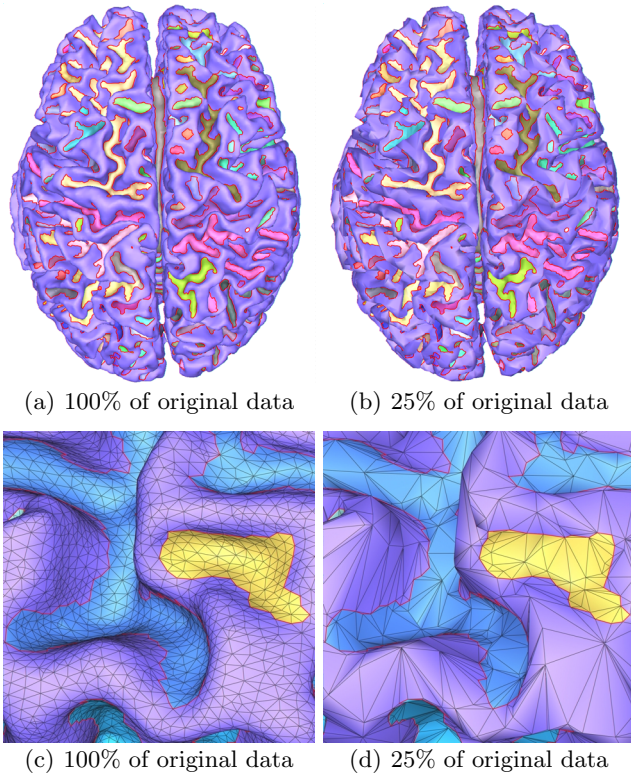 (a) 100% of original data
(b) 25% of original data
(c) 100% of original data
(d) 25% of original data